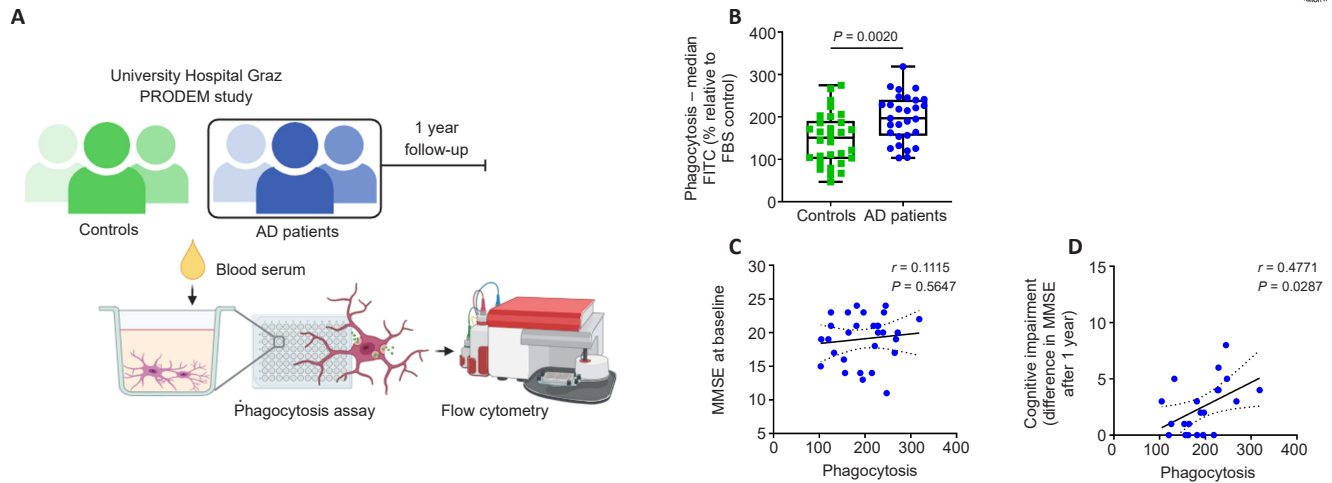 A
University Hospital Graz
PRODEM study
1 year
follow-up
Controls
AD patients
Blood serum
Phagocytosis assay
Flow cytometry
B
P = 0.0020
Phagocytosis – median
FITC (% relative to
FBS control)
400
300
200
100
0
Controls
AD patients
C
r = 0.1115
P = 0.5647
MMSE at baseline
30
25
20
15
10
5
0
100
200
300
400
Phagocytosis
D
r = 0.4771
P = 0.0287
Cognitive impairment
(difference in MMSE
after 1 year)
15
10
5
0
0
100
200
300
400
Phagocytosis